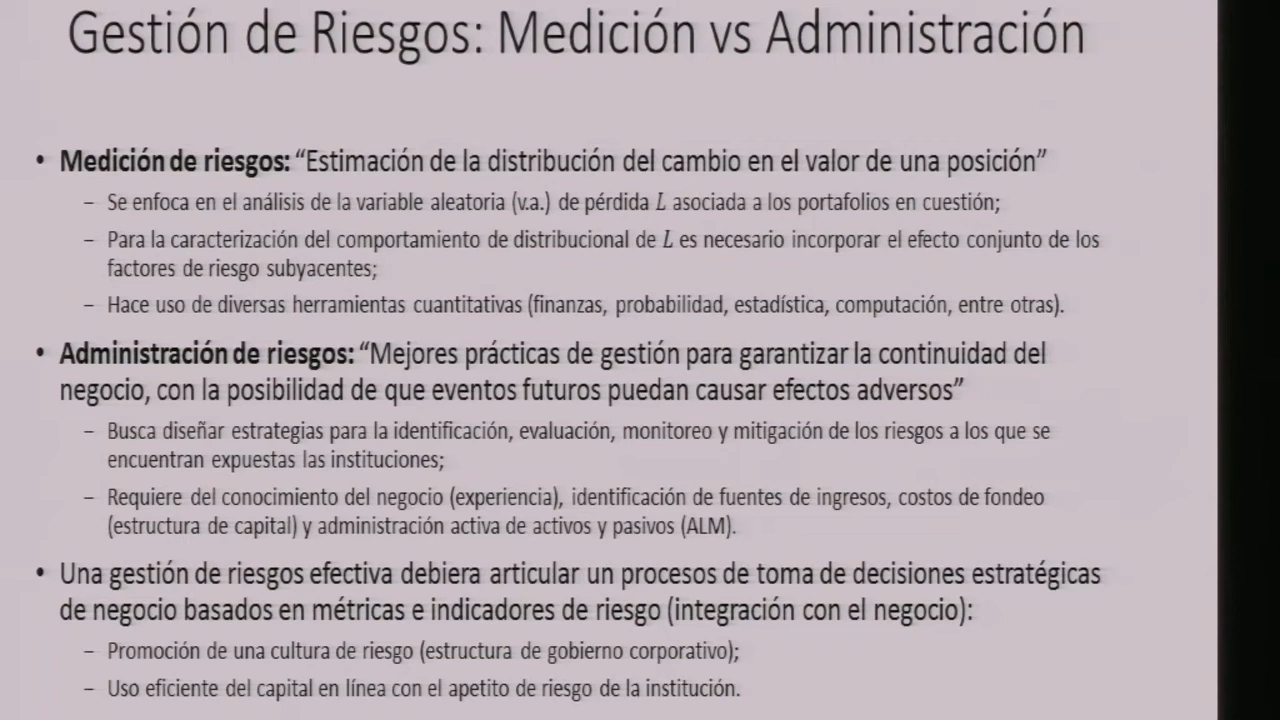 Gestión de Riesgos: Medición vs Administración
• Medición de riesgos: “Estimación de la distribución del cambio en el valor de una posición”
– Se enfoca en el análisis de la variable aleatoria (v.a.) de pérdida L asociada a los portafolios en cuestión;
– Para la caracterización del comportamiento de distribucional de L es necesario incorporar el efecto conjunto de los
factores de riesgo subyacentes;
– Hace uso de diversas herramientas cuantitativas (finanzas, probabilidad, estadística, computación, entre otras).
• Administración de riesgos: “Mejores prácticas de gestión para garantizar la continuidad del
negocio, con la posibilidad de que eventos futuros puedan causar efectos adversos”
– Busca diseñar estrategias para la identificación, evaluación, monitoreo y mitigación de los riesgos a los que se
encuentran expuestas las instituciones;
– Requiere del conocimiento del negocio (experiencia), identificación de fuentes de ingresos, costos de fondeo
(estructura de capital) y administración activa de activos y pasivos (ALM).
• Una gestión de riesgos efectiva debiera articular un procesos de toma de decisiones estratégicas
de negocio basados en métricas e indicadores de riesgo (integración con el negocio):
– Promoción de una cultura de riesgo (estructura de gobierno corporativo);
– Uso eficiente del capital en línea con el apetito de riesgo de la institución.